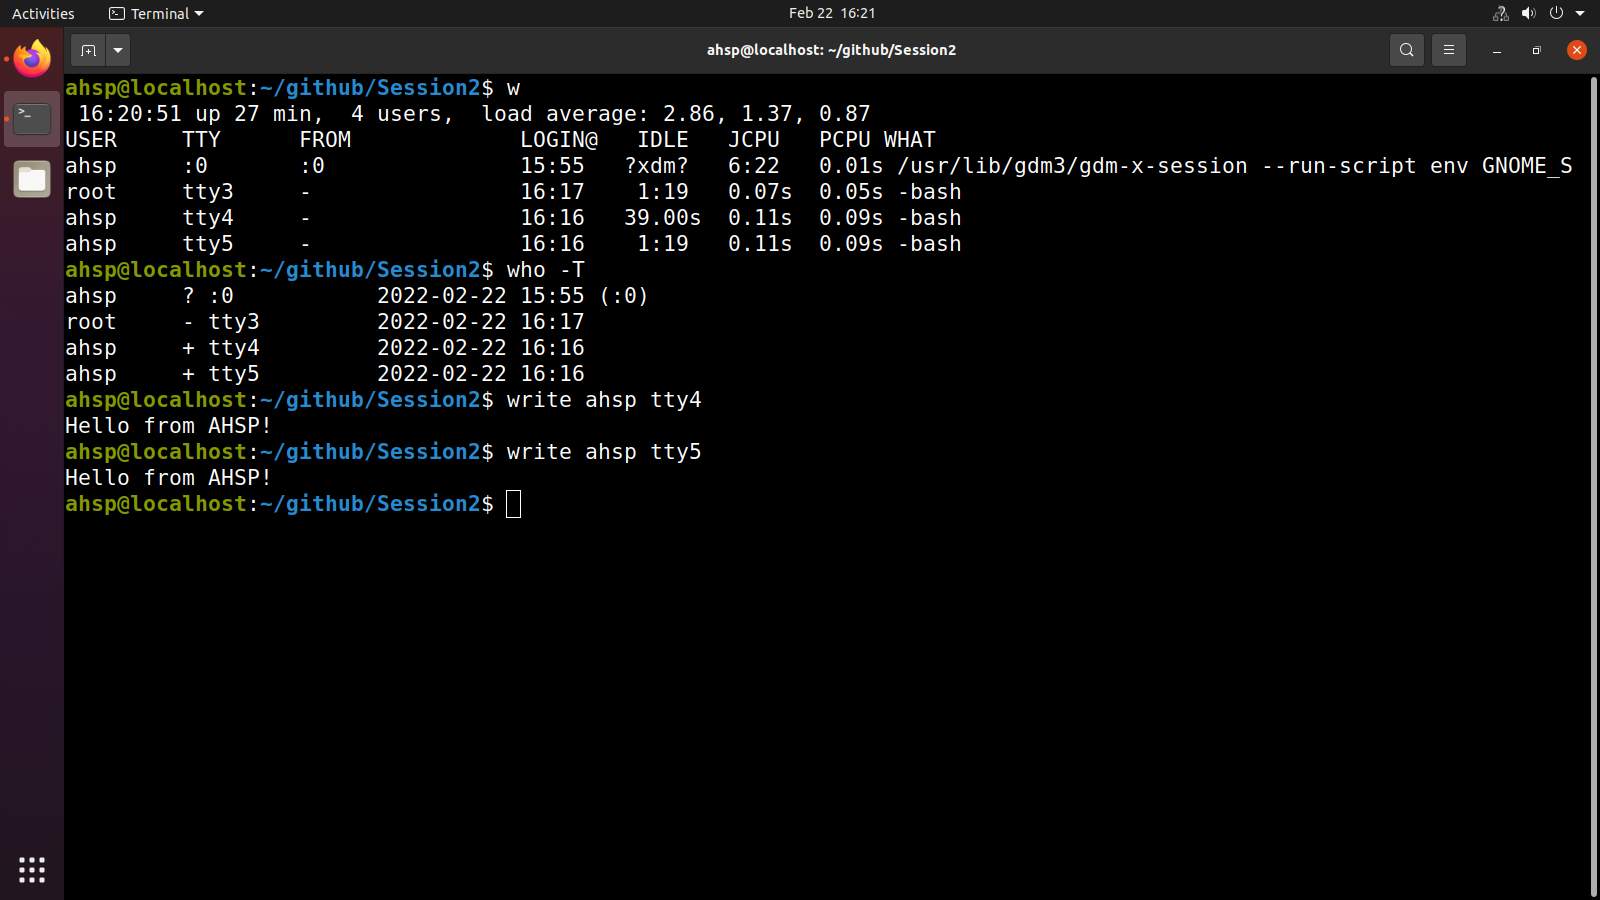 Activities Terminal Feb 22 16:21
ahsp@localhost: ~/github/Session2
ahsp@localhost:~/github/Session2$ w
 16:20:51 up 27 min,  4 users,  load average: 2.86, 1.37, 0.87
USER     TTY      FROM             LOGIN@   IDLE   JCPU   PCPU WHAT
ahsp     :0       :0               15:55   ?xdm?   6:22   0.01s /usr/lib/gdm3/gdm-x-session --run-script env GNOME_S
root     tty3     -                16:17    1:19   0.07s  0.05s -bash
ahsp     tty4     -                16:16   39.00s  0.11s  0.09s -bash
ahsp     tty5     -                16:16    1:19   0.11s  0.09s -bash
ahsp@localhost:~/github/Session2$ who -T
ahsp     ? :0           2022-02-22 15:55 (:0)
root     - tty3         2022-02-22 16:17
ahsp     + tty4         2022-02-22 16:16
ahsp     + tty5         2022-02-22 16:16
ahsp@localhost:~/github/Session2$ write ahsp tty4
Hello from AHSP!
ahsp@localhost:~/github/Session2$ write ahsp tty5
Hello from AHSP!
ahsp@localhost:~/github/Session2$